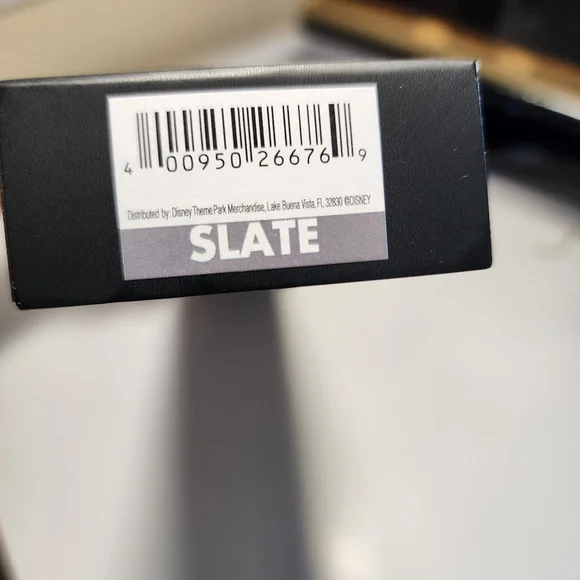 4 00950 26676 9
Distributed by: Disney Theme Park Merchandise, Lake Buena Vista, FL 32830 ©DISNEY
SLATE